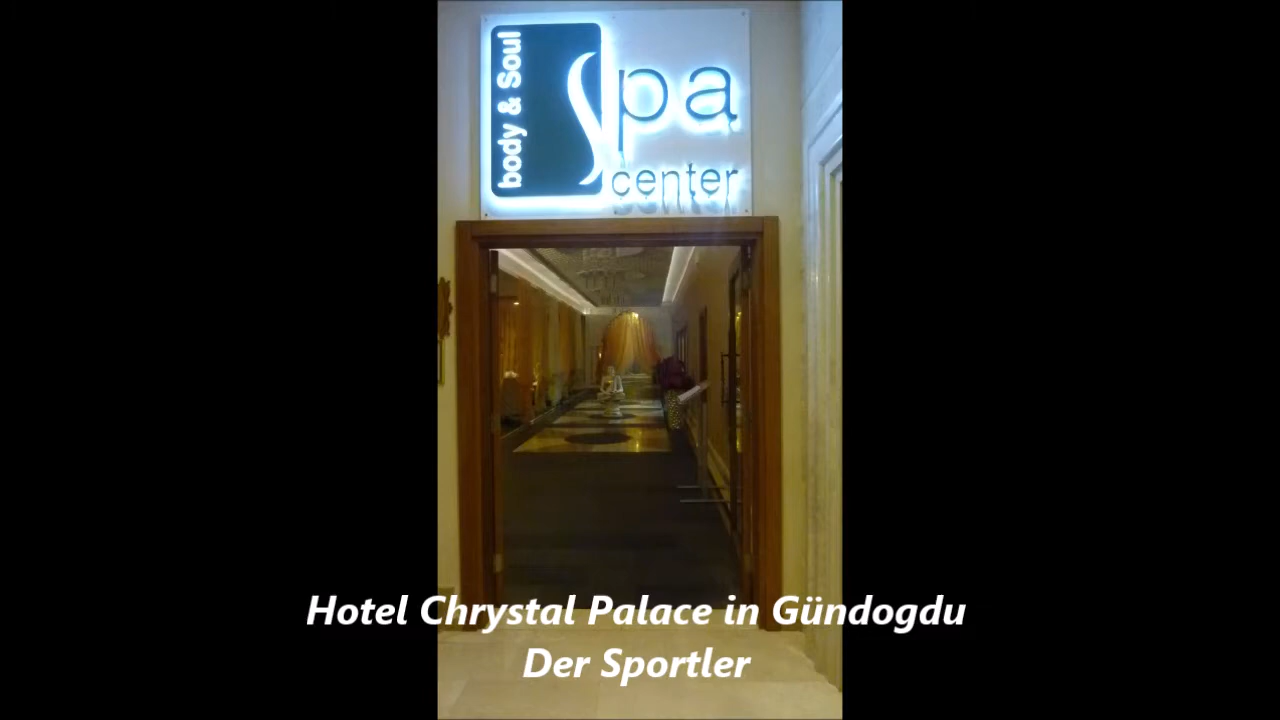 body & Soul
Spa
center
Hotel Chrystal Palace in Gündogdu
Der Sportler